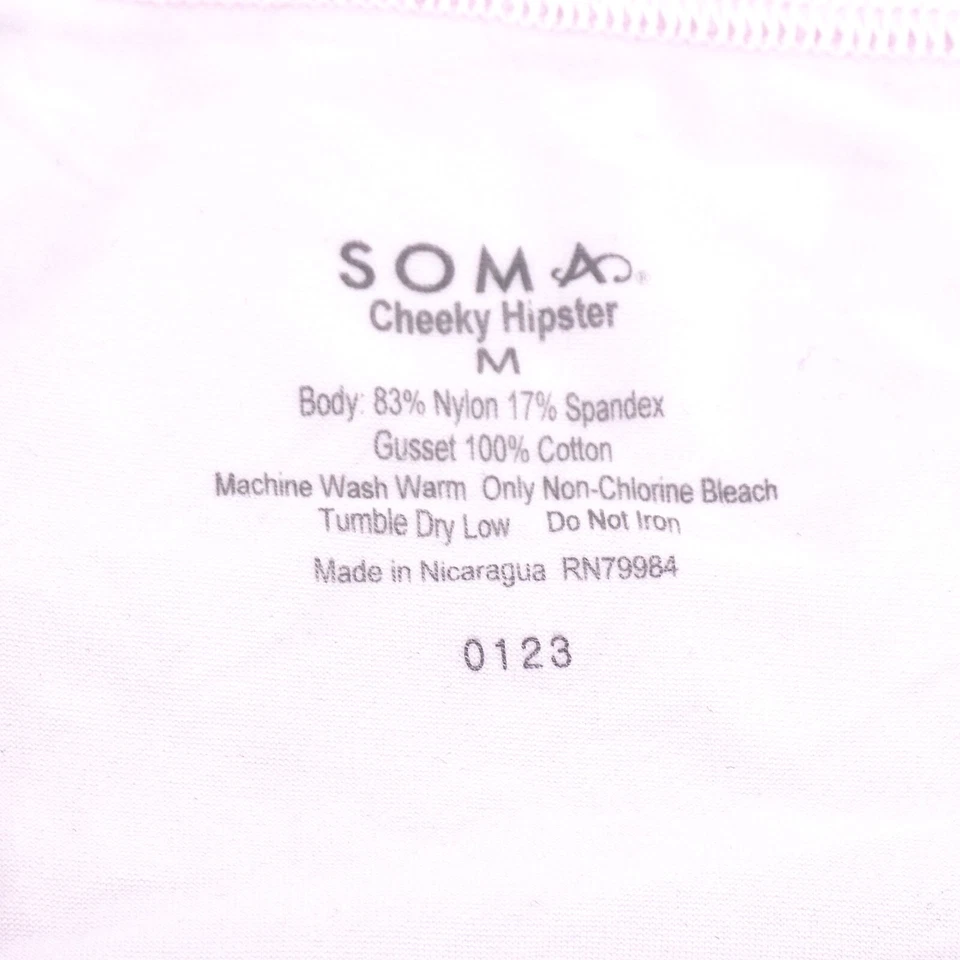 SOMA®
Cheeky Hipster
M
Body: 83% Nylon 17% Spandex
Gusset 100% Cotton
Machine Wash Warm Only Non-Chlorine Bleach
Tumble Dry Low Do Not Iron
Made in Nicaragua RN79984
0123